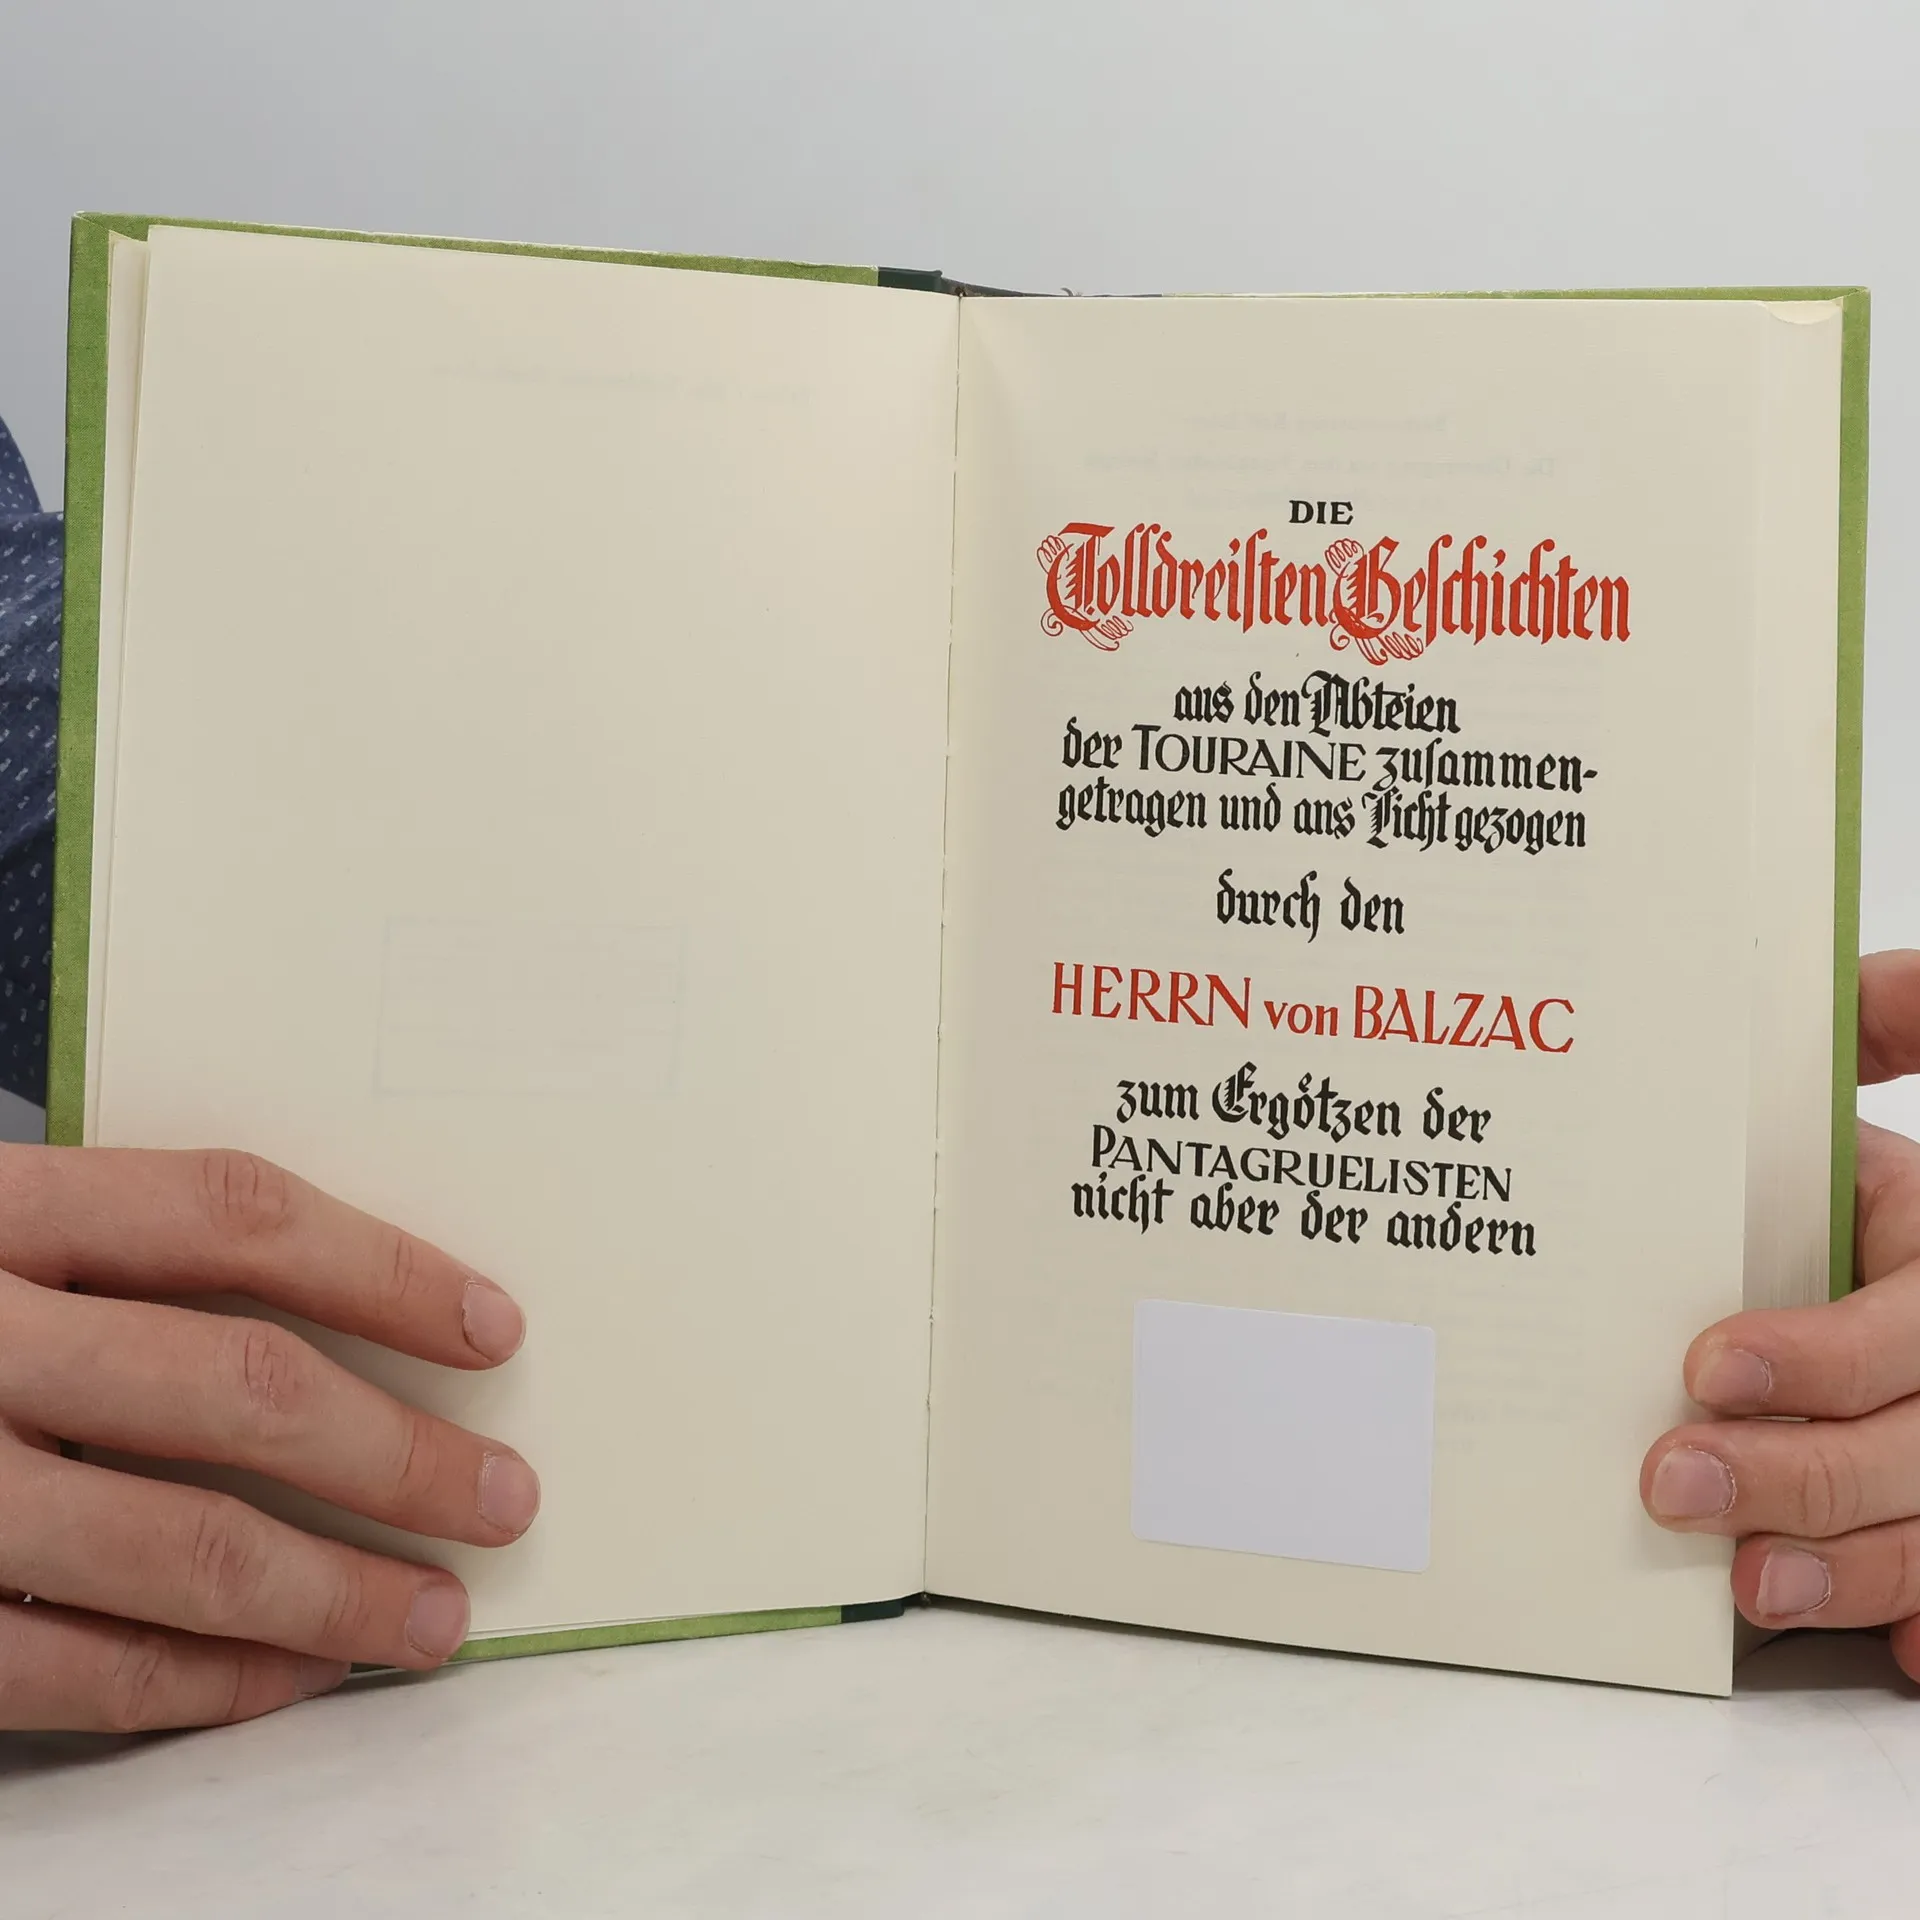 DIE
Tolldreiſten Geſchichten
aus den Abteien
der TOURAINE zuſammen-
getragen und ans Licht gezogen
durch den
HERRN von BALZAC
zum Ergötzen der
PANTAGRUELISTEN
nicht aber der andern